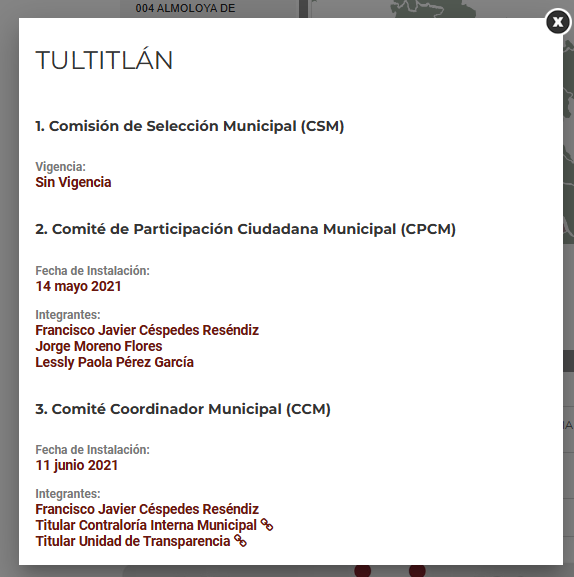 004 ALMOLOYA DE
TULTITLÁN
1. Comisión de Selección Municipal (CSM)
Vigencia:
Sin Vigencia
2. Comité de Participación Ciudadana Municipal (CPCM)
Fecha de Instalación:
14 mayo 2021
Integrantes:
Francisco Javier Céspedes Reséndiz
Jorge Moreno Flores
Lessly Paola Pérez García
3. Comité Coordinador Municipal (CCM)
Fecha de Instalación:
11 junio 2021
Integrantes:
Francisco Javier Céspedes Reséndiz
Titular Contraloría Interna Municipal
Titular Unidad de Transparencia